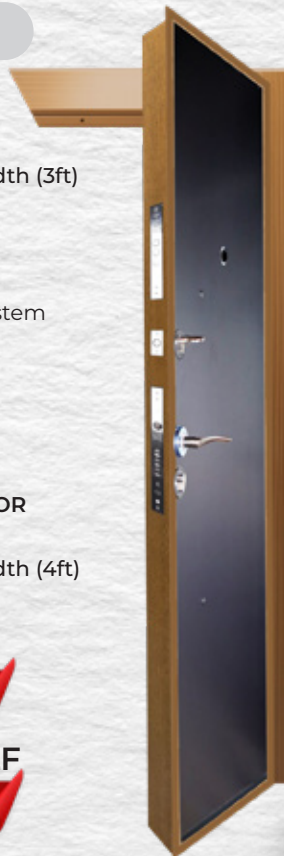 dth (3ft)
stem
OR
dth (4ft)
F